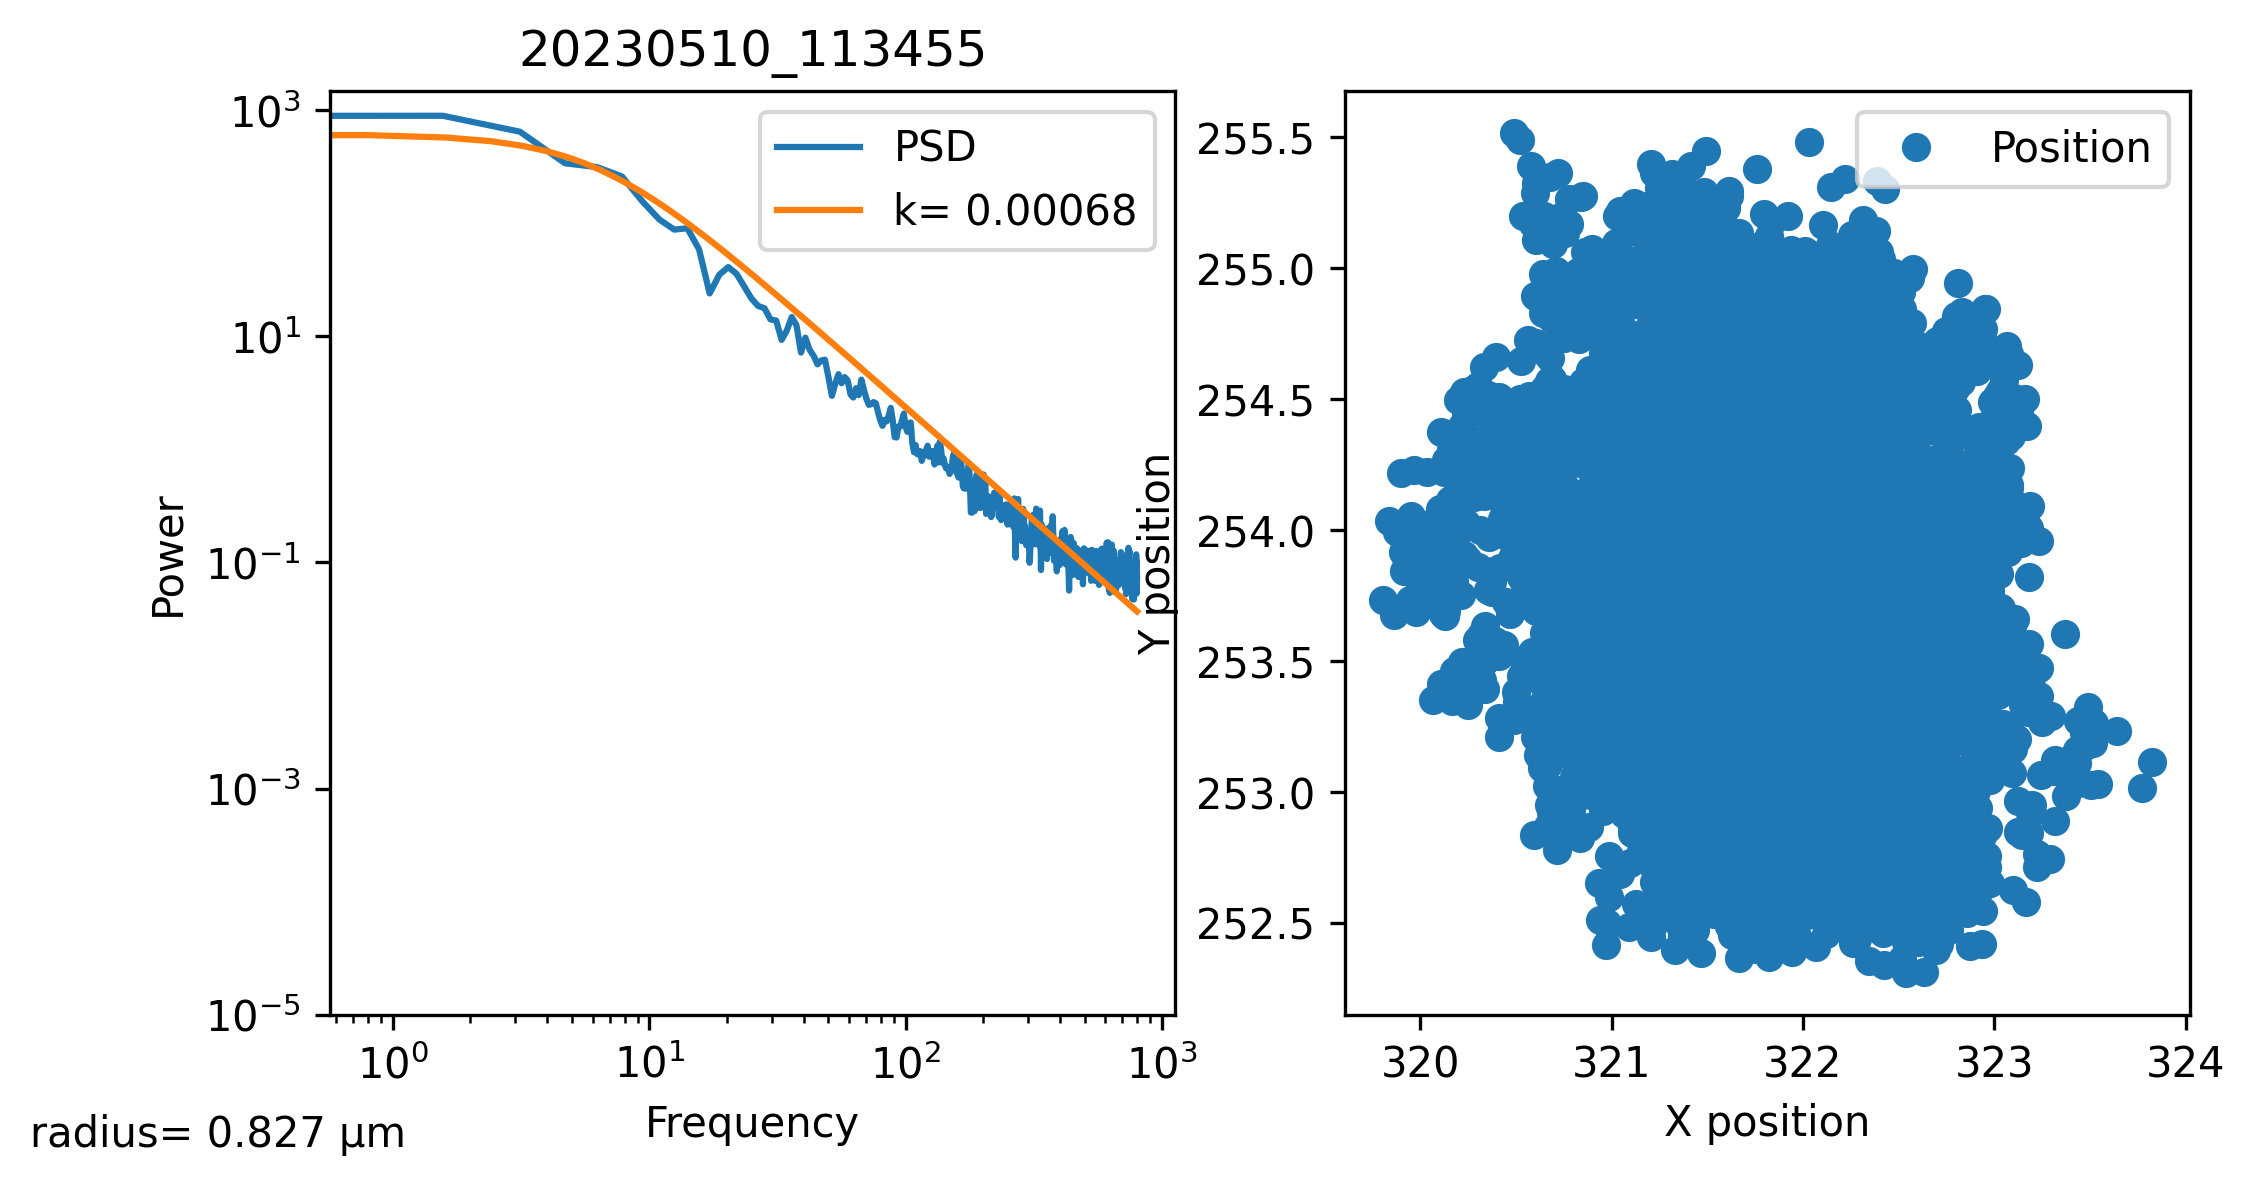 20230510_113455
PSD
k= 0.00068
10³
10¹
10⁻¹
10⁻³
10⁻⁵
Power
10⁰
10¹
10²
10³
Frequency
radius= 0.827 µm
Position
255.5
255.0
254.5
254.0
253.5
253.0
252.5
Y position
320
321
322
323
324
X position